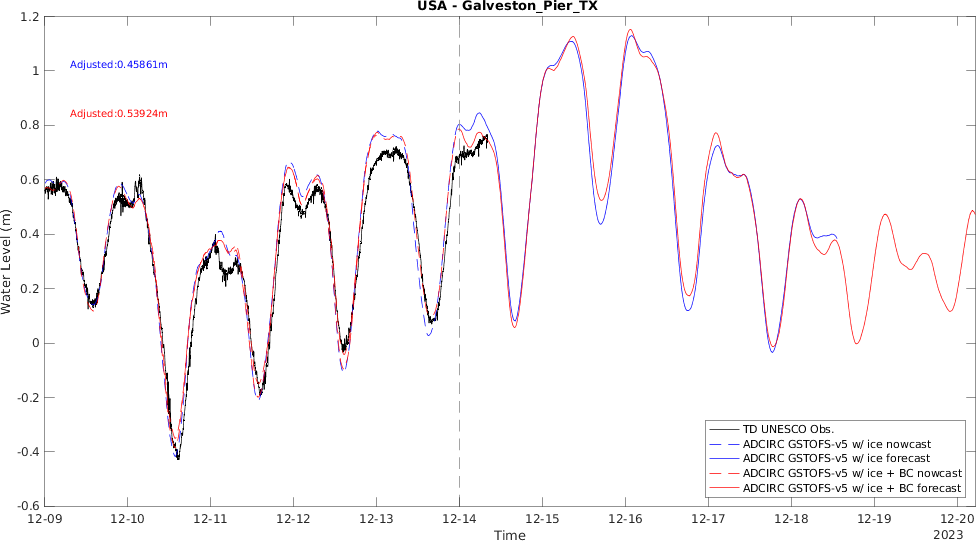 USA - Galveston_Pier_TX
1.2
1
0.8
0.6
0.4
0.2
0
-0.2
-0.4
-0.6
Water Level (m)
Adjusted:0.45861m
Adjusted:0.53924m
TD UNESCO Obs.
ADCIRC GSTOFS-v5 w/ ice nowcast
ADCIRC GSTOFS-v5 w/ ice forecast
ADCIRC GSTOFS-v5 w/ ice + BC nowcast
ADCIRC GSTOFS-v5 w/ ice + BC forecast
12-09 12-10 12-11 12-12 12-13 12-14 12-15 12-16 12-17 12-18 12-19 12-20
Time
2023